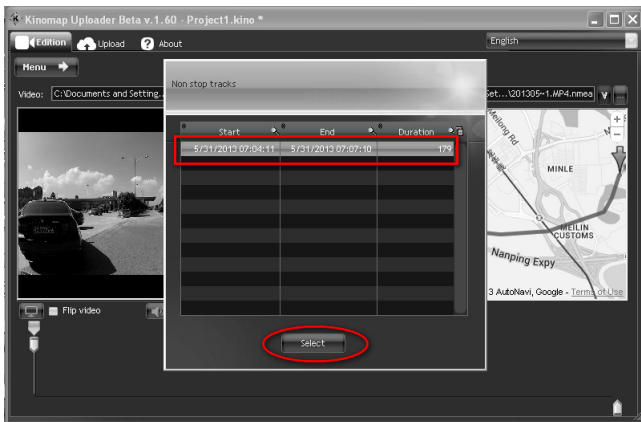 Kinomap Uploader Beta v.1.60 - Project1.kino *
Edition Upload ? About English
Menu
Non stop tracks
Video: C:\Documents and Setting... Set...\201305~1.MP4.nmea
Start End Duration
5/31/2013 07:04:11 5/31/2013 07:07:10 179
Meilong Rd
MINLE
MEILIN
CUSTOMS
Nanping Expy
3 AutoNavi, Google - Terms of Use
Flip video
Select